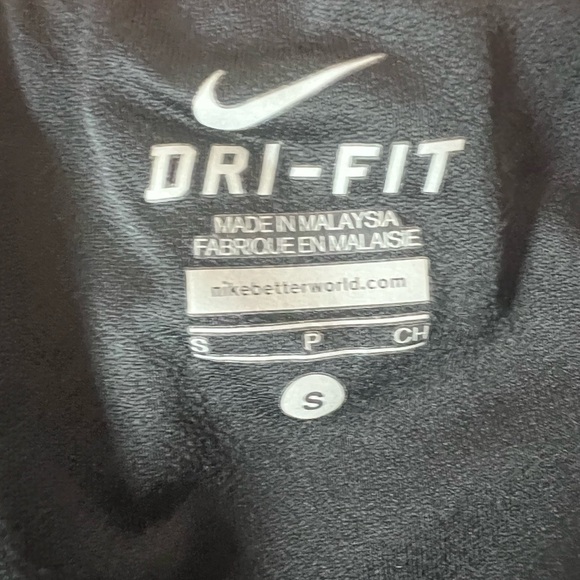 DRI-FIT
MADE IN MALAYSIA
FABRIQUE EN MALAISIE
nikebetterworld.com
S P CH
S